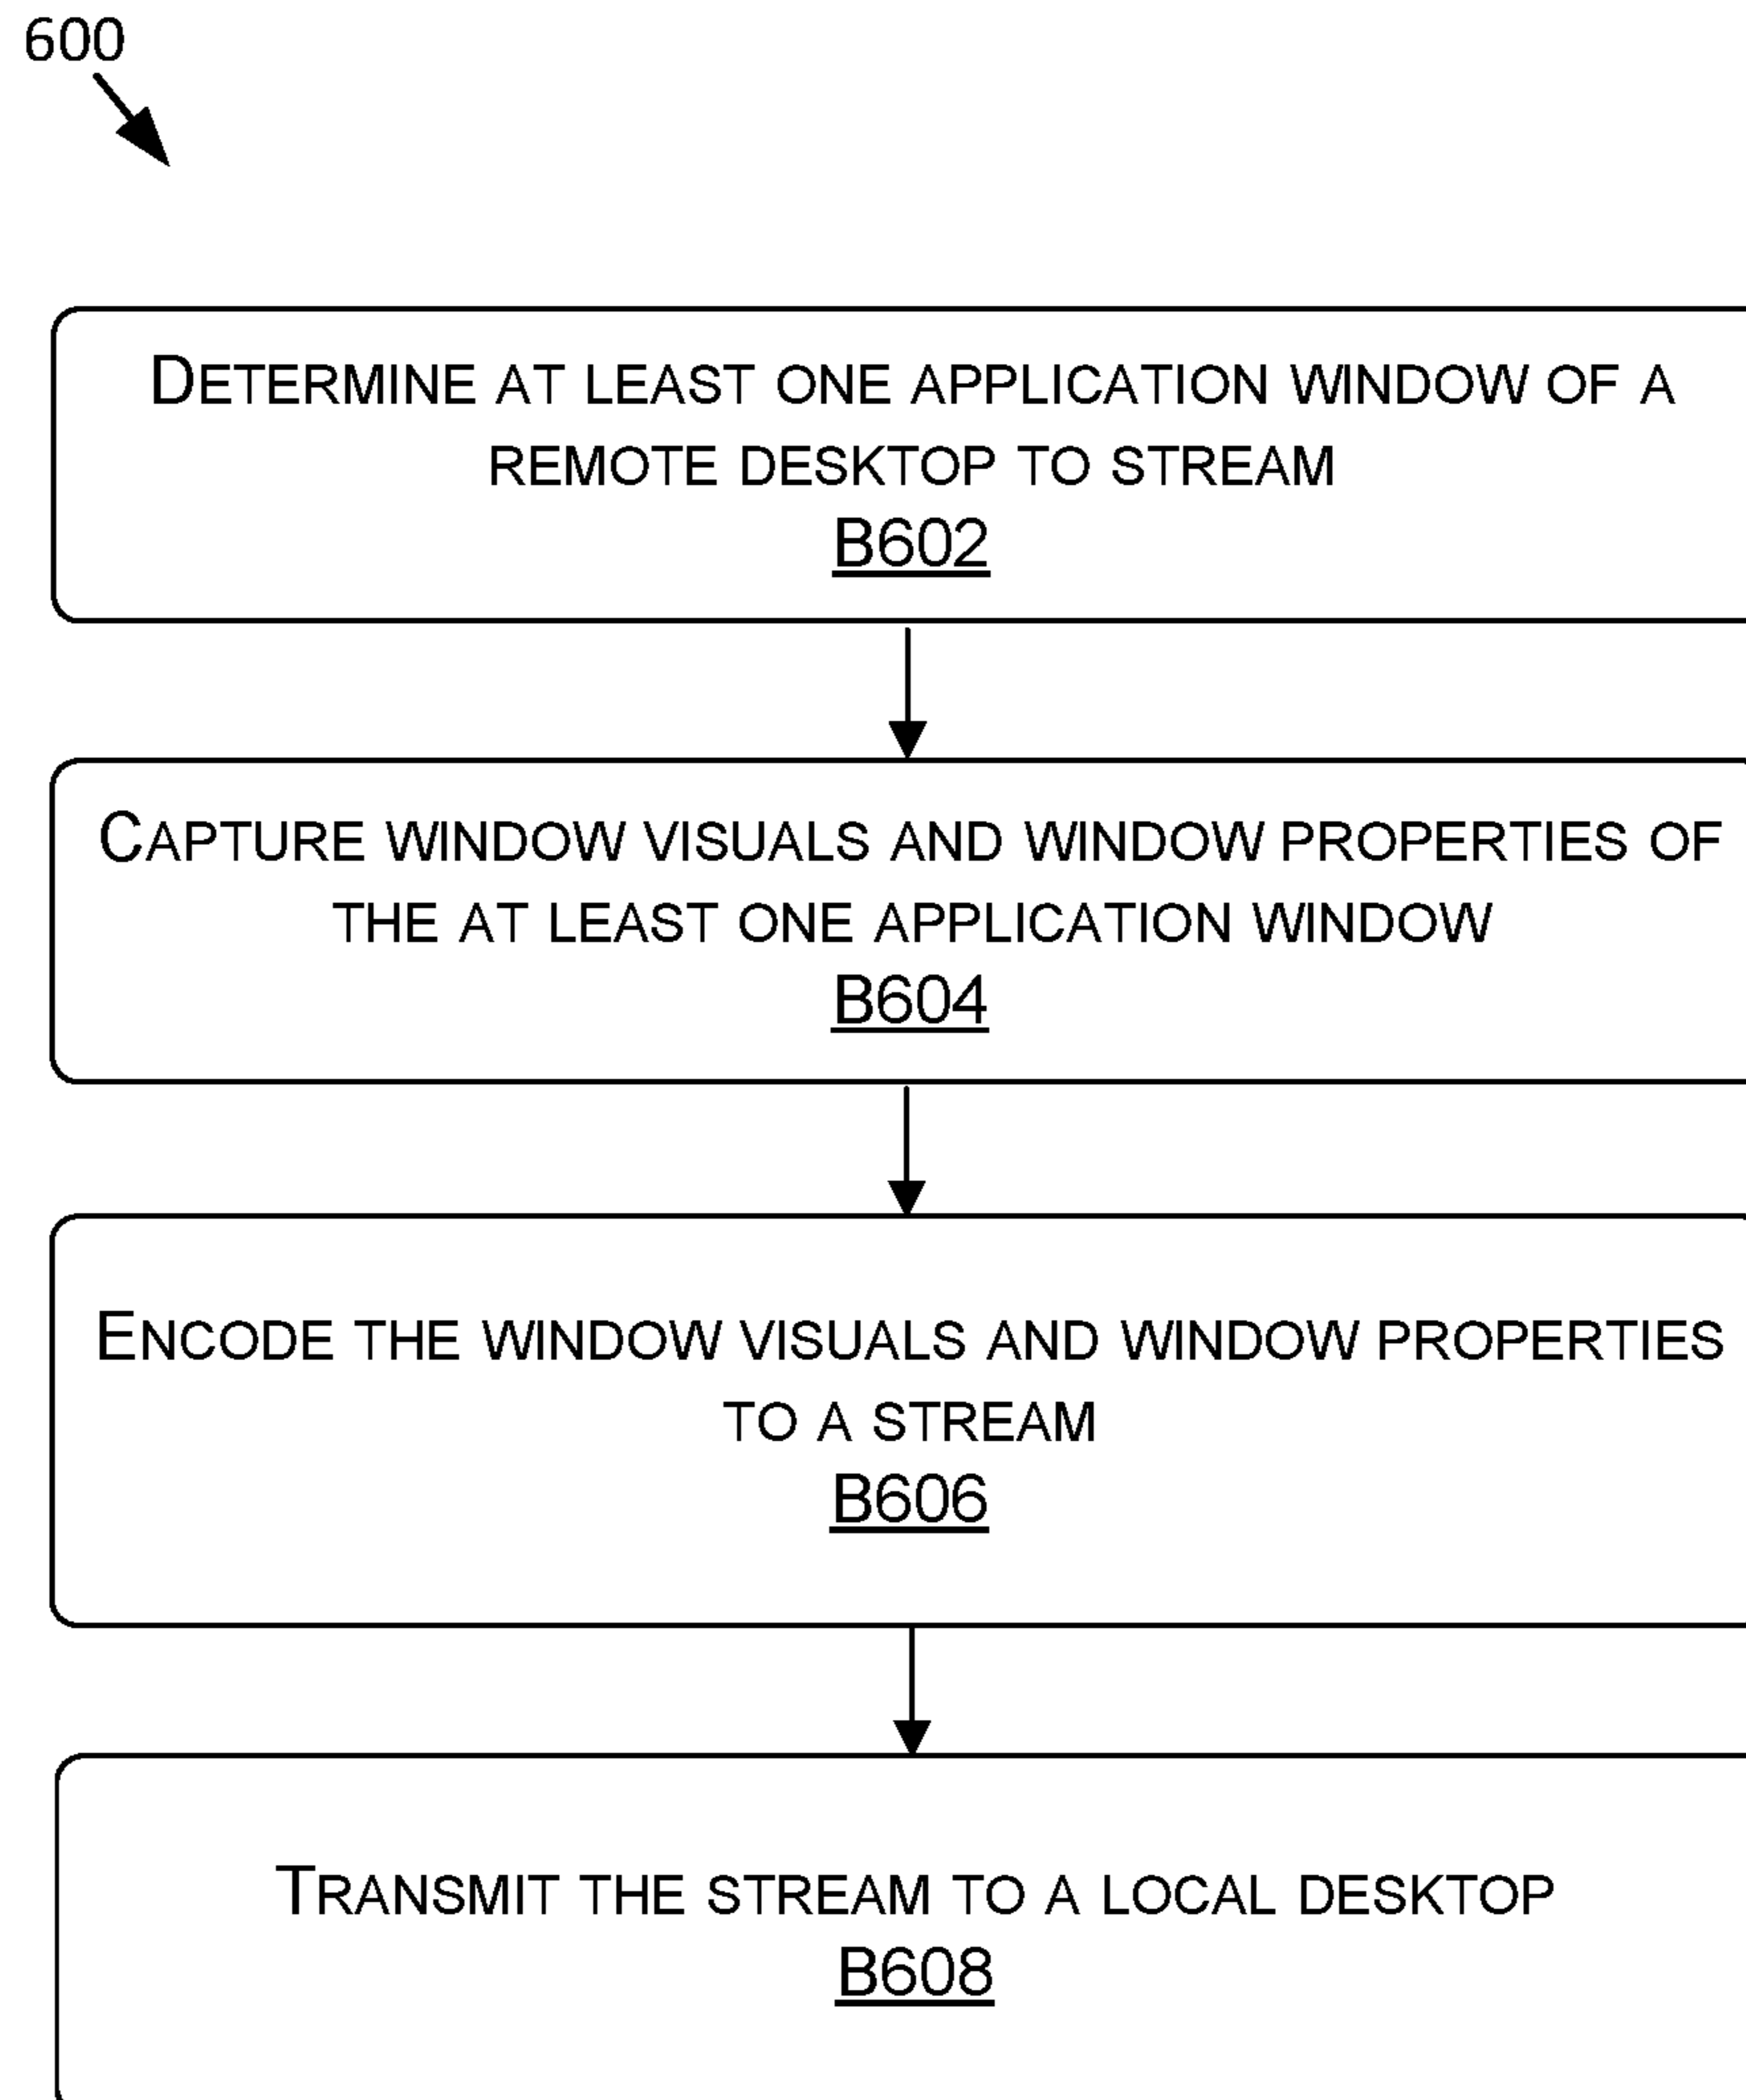 600
DETERMINE AT LEAST ONE APPLICATION WINDOW OF A
REMOTE DESKTOP TO STREAM
B602
CAPTURE WINDOW VISUALS AND WINDOW PROPERTIES OF
THE AT LEAST ONE APPLICATION WINDOW
B604
ENCODE THE WINDOW VISUALS AND WINDOW PROPERTIES
TO A STREAM
B606
TRANSMIT THE STREAM TO A LOCAL DESKTOP
B608